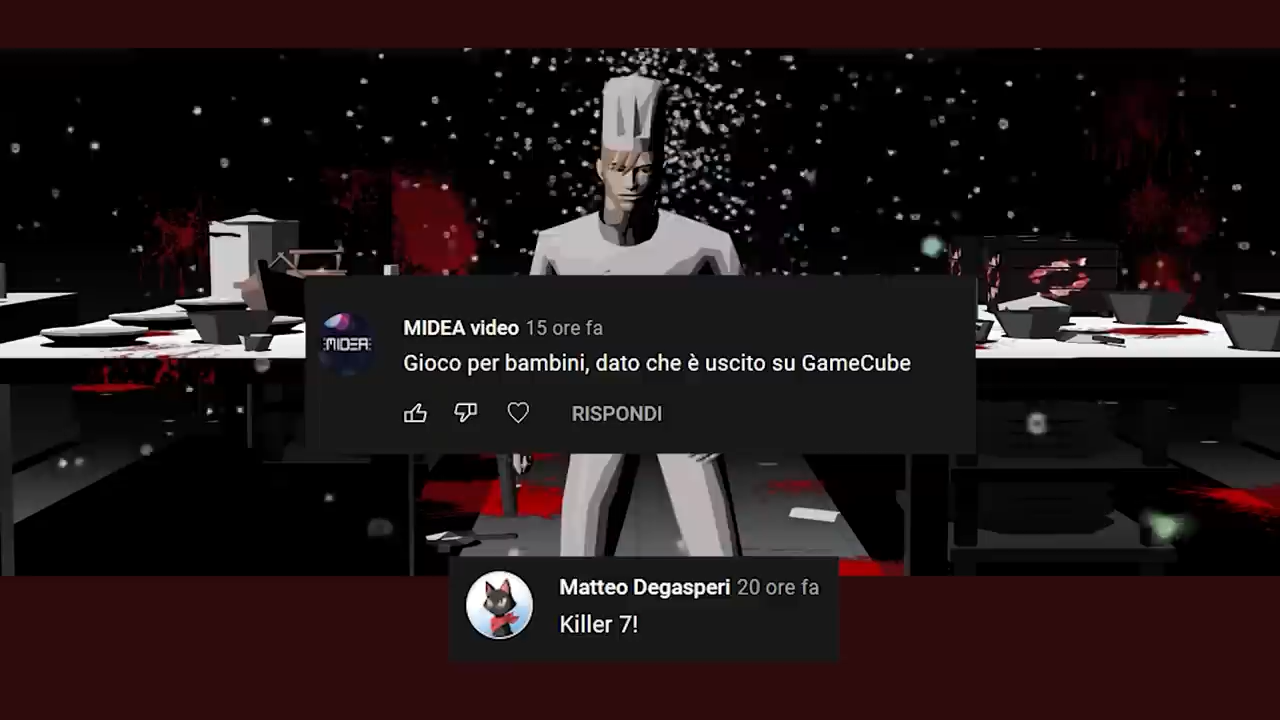 MIDEA video 15 ore fa
:MIDEA:
Gioco per bambini, dato che è uscito su GameCube
RISPONDI
Matteo Degasperi 20 ore fa
Killer 7!